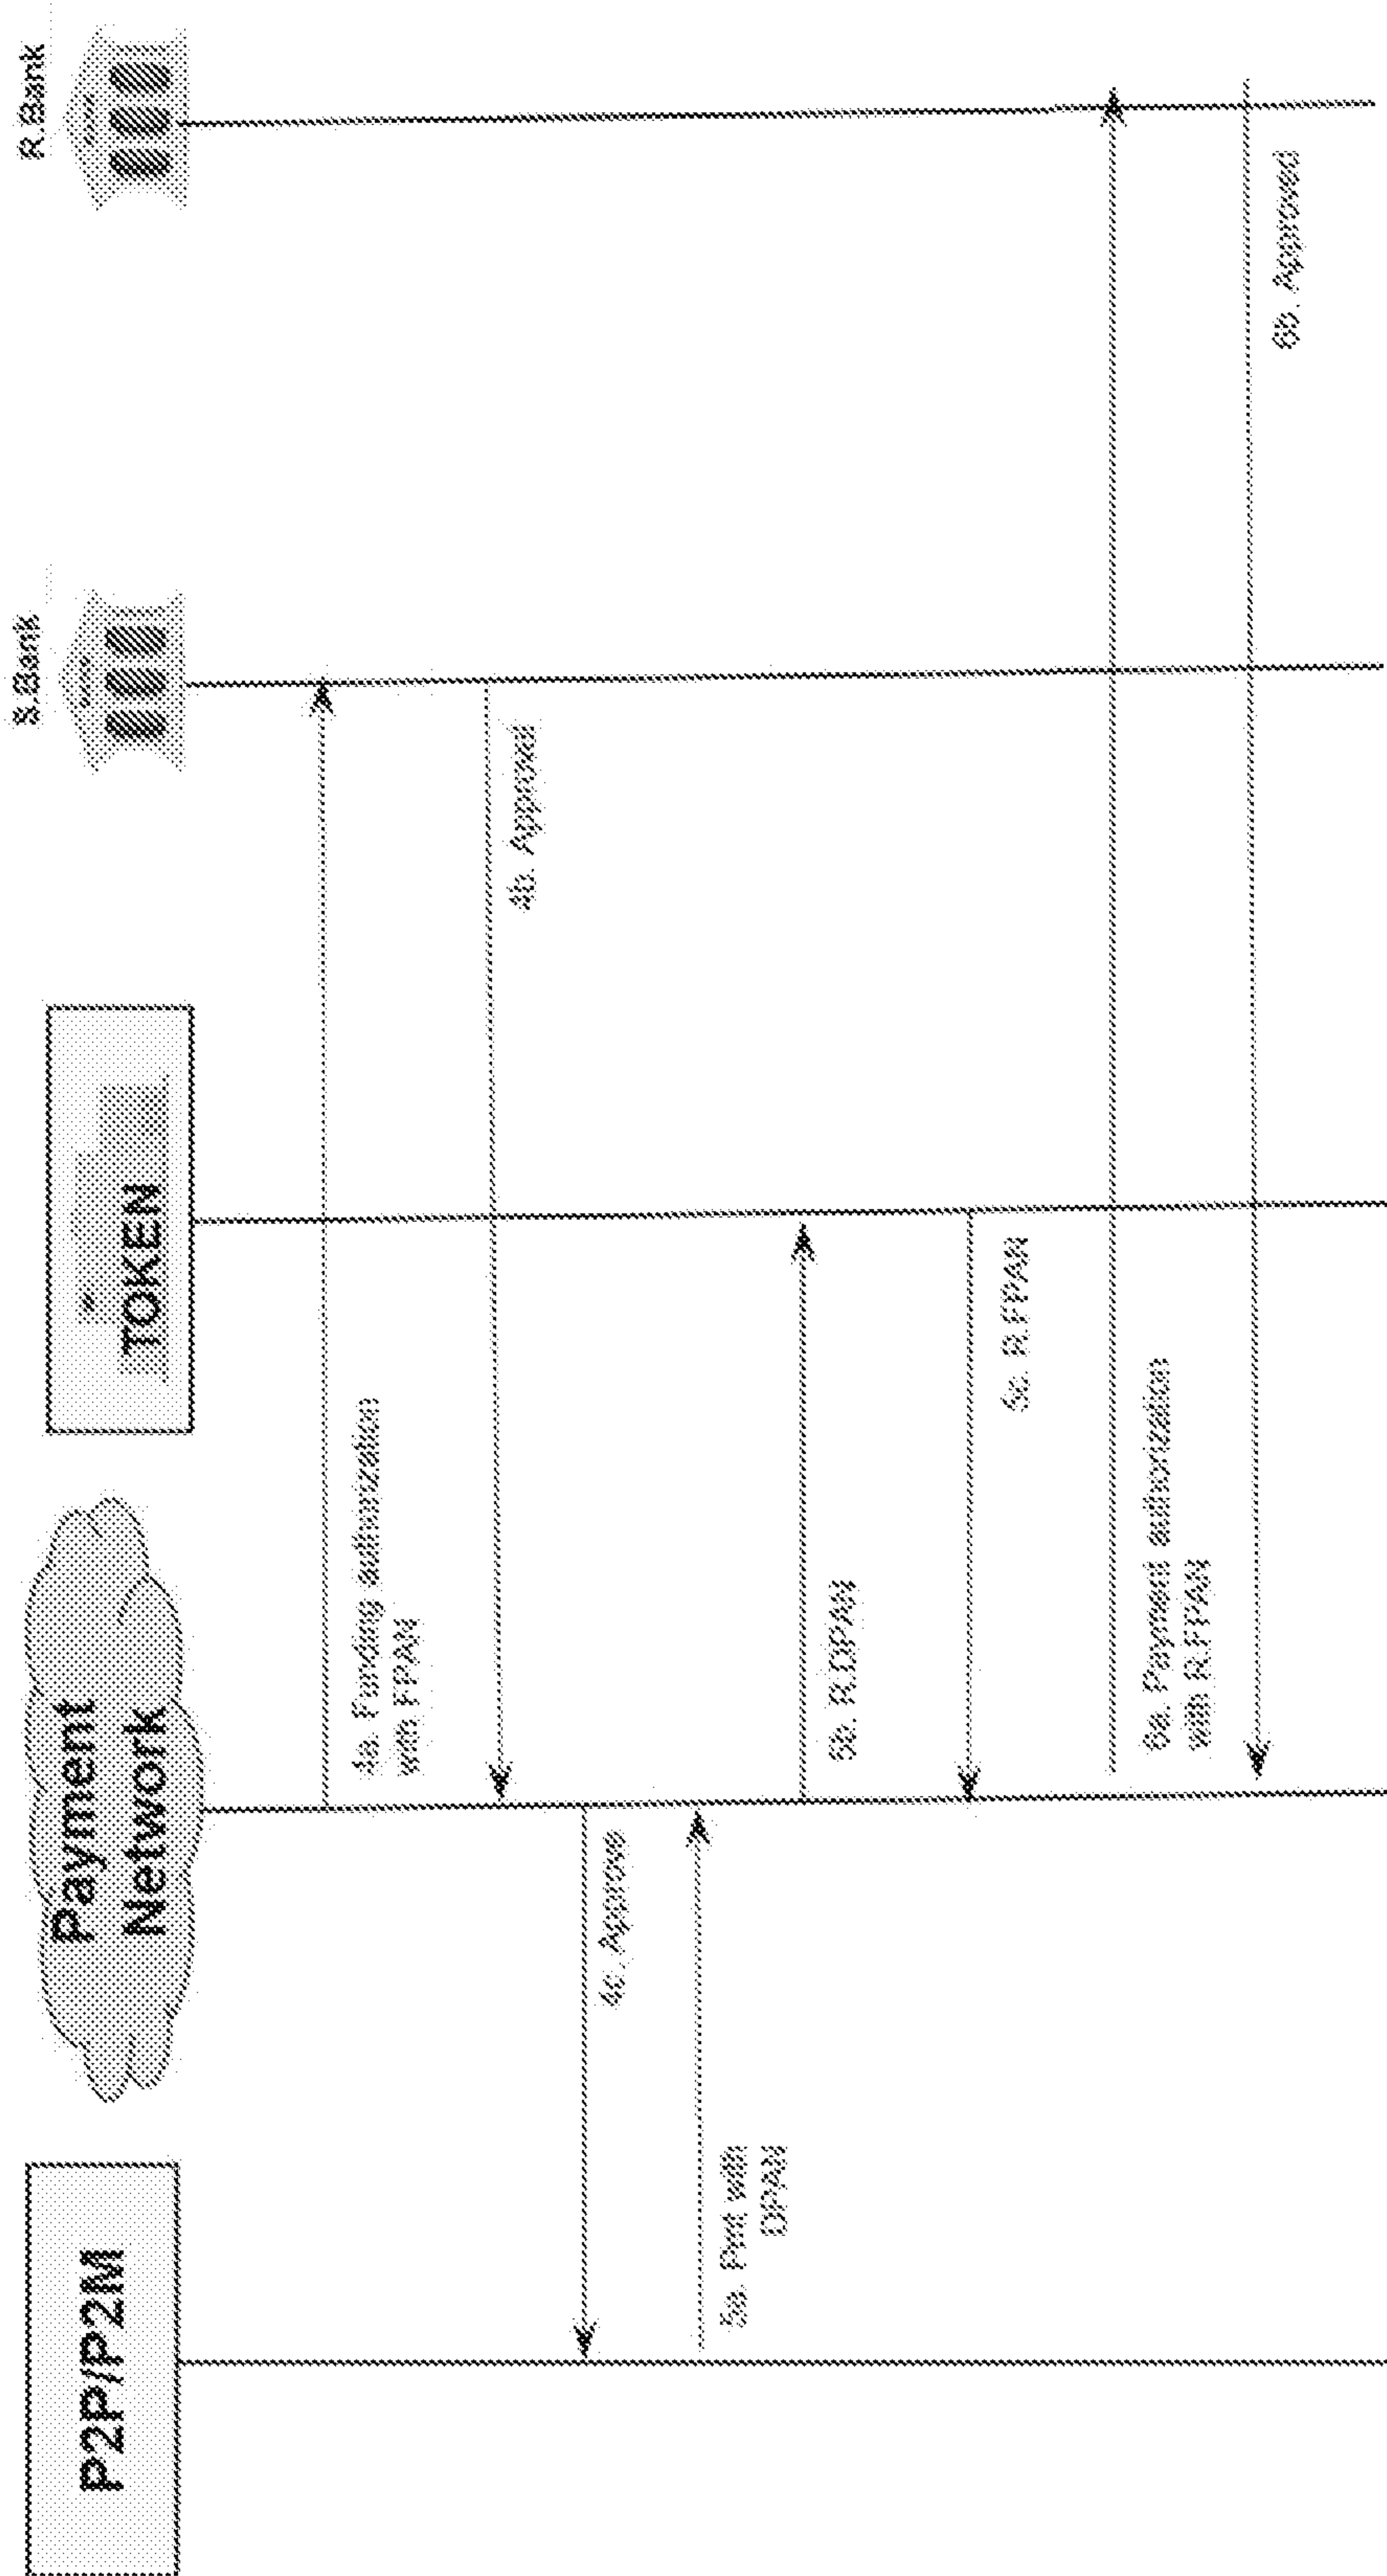 P2P/P2M
Payment
Network
TOKEN
S.Bank
R.Bank
4a. Funding authorization
with FPAN
4b. Approval
4c. Approve
5a. Pmt with
DPAN
5b. R.DPAN
5c. R.FPAN
6a. Payment authorization
with R.FPAN
6b. Approved